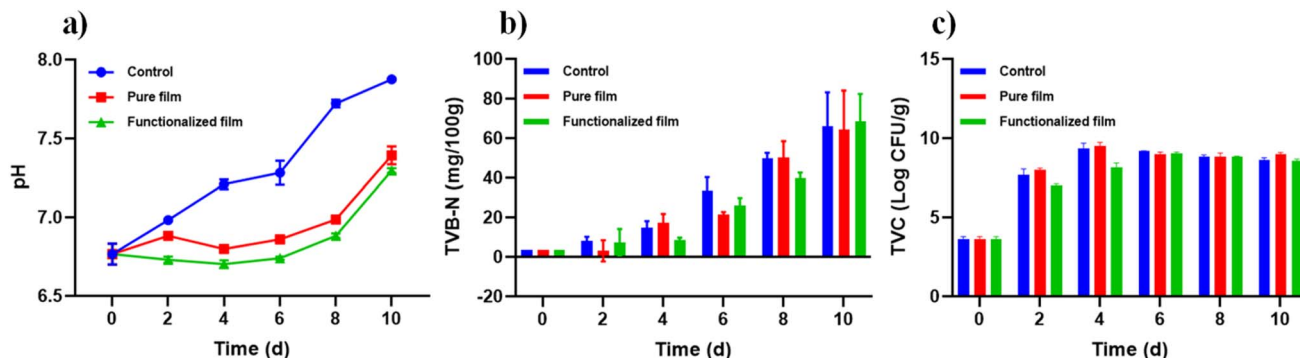 a)
8.0
7.5
7.0
6.5
pH
Control
Pure film
Functionalized film
0 2 4 6 8 10
Time (d)
b)
100
80
60
40
20
0
-20
TVB-N (mg/100g)
Control
Pure film
Functionalized film
0 2 4 6 8 10
Time (d)
c)
15
10
5
0
TVC (Log CFU/g)
Control
Pure film
Functionalized film
0 2 4 6 8 10
Time (d)